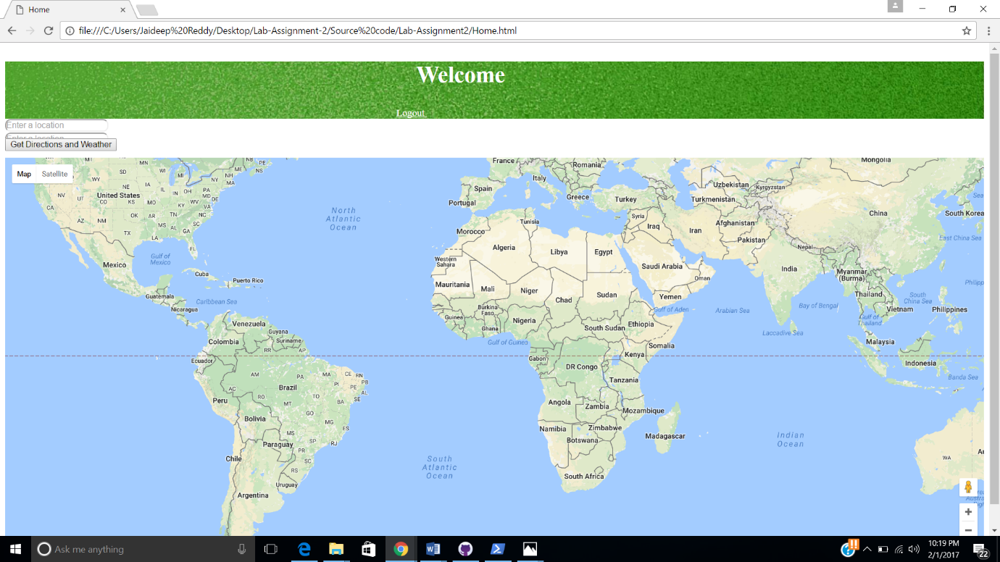 Home
file:///C:/Users/Jaideep%20Reddy/Desktop/Lab-Assignment-2/Source%20code/Lab-Assignment2/Home.html
Welcome
Logout
Enter a location
Enter a location
Get Directions and Weather
Map
Satellite
MN
WI
MI
MT
NB
PE
NS
ME
NH
MA
NY
SD
WY
NE
IA
IL
IN
OH
PA
MD
DE
NV
UT
United States
CO
KS
MO
KY
WV
VA
CA
AZ
NM
OK
AR
TN
NC
SC
TX
LA
MS
AL
GA
FL
Mexico
Gulf of
Mexico
Cuba
Puerto Rico
Guatemala
Caribbean Sea
Nicaragua
Venezuela
Guyana
Suriname
Colombia
RR
AP
Ecuador
AM
PA
MA
CE
RN
PB
PI
PE
AL
SE
AC
RO
Brazil
TO
BA
MT
Peru
GO
Bolivia
MG
ES
MS
SP
RJ
Paraguay
PR
SC
Chile
RS
Uruguay
Argentina
North
Atlantic
Ocean
South
Atlantic
Ocean
France
Romania
Italy
Spain
Portugal
Greece
Turkey
Uzbekistan
Kyrgyzstan
Turkmenistan
Mongolia
China
South Korea
Sea
East China Sea
Tunisia
Syria
Iraq
Iran
Afghanistan
Pakistan
Nepal
Morocco
Algeria
Libya
Egypt
Western
Sahara
Saudi Arabia
Oman
India
Myanmar
(Burma)
Mauritania
Mali
Niger
Chad
Sudan
Yemen
Gulf of Aden
Arabian Sea
Bay of Bengal
Thailand
South
China Sea
Philipp
Vietnam
Philippines
Gulf of
Thailand
Laccadive Sea
Burkina
Faso
Guinea
Ghana
Nigeria
South Sudan
Ethiopia
Somalia
Gulf of Guinea
Malaysia
Gabon
DR Congo
Kenya
Indonesia
Banda Sea
Tanzania
Angola
Zambia
Mozambique
Namibia
Zimbabwe
Botswana
Madagascar
South Africa
Indian
Ocean
WA
Ask me anything
10:19 PM
2/1/2017
22